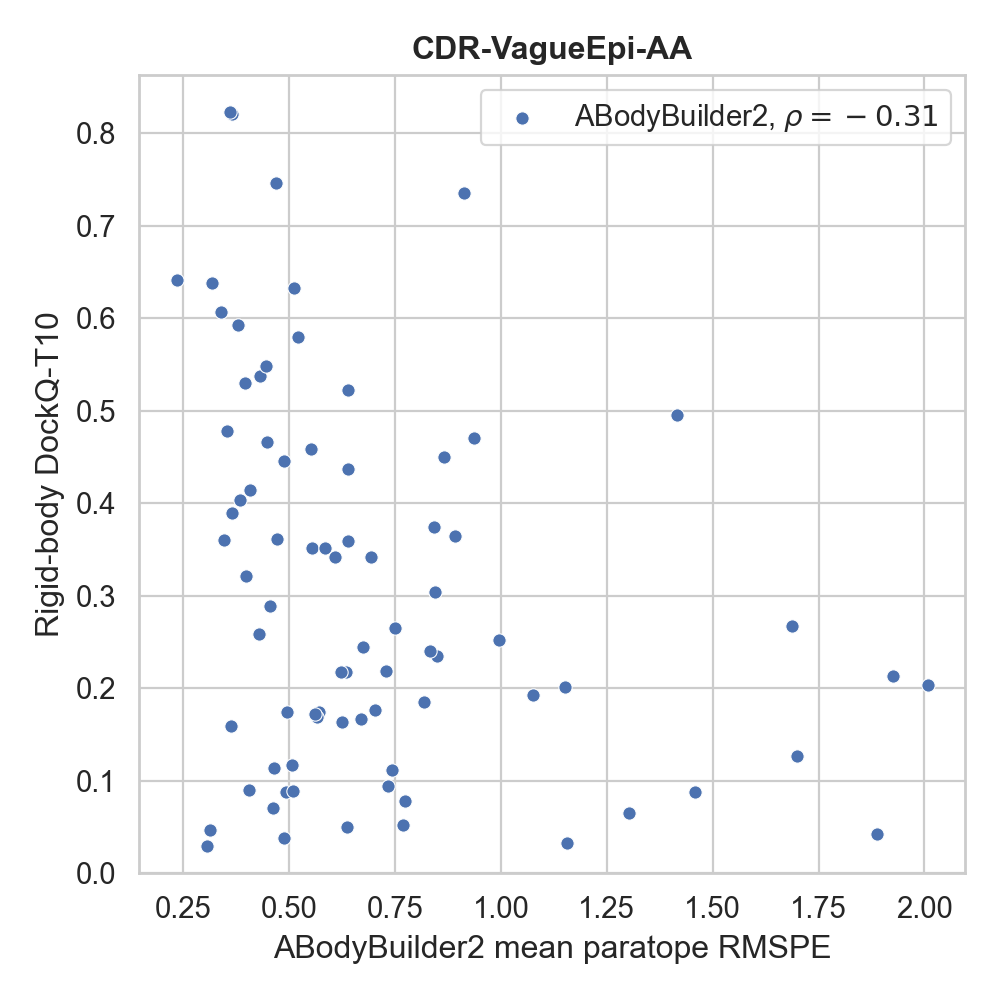 CDR-VagueEpi-AA
ABodyBuilder2, ρ = − 0.31
Rigid-body DockQ-T10
0.8
0.7
0.6
0.5
0.4
0.3
0.2
0.1
0.0
0.25 0.50 0.75 1.00 1.25 1.50 1.75 2.00
ABodyBuilder2 mean paratope RMSPE